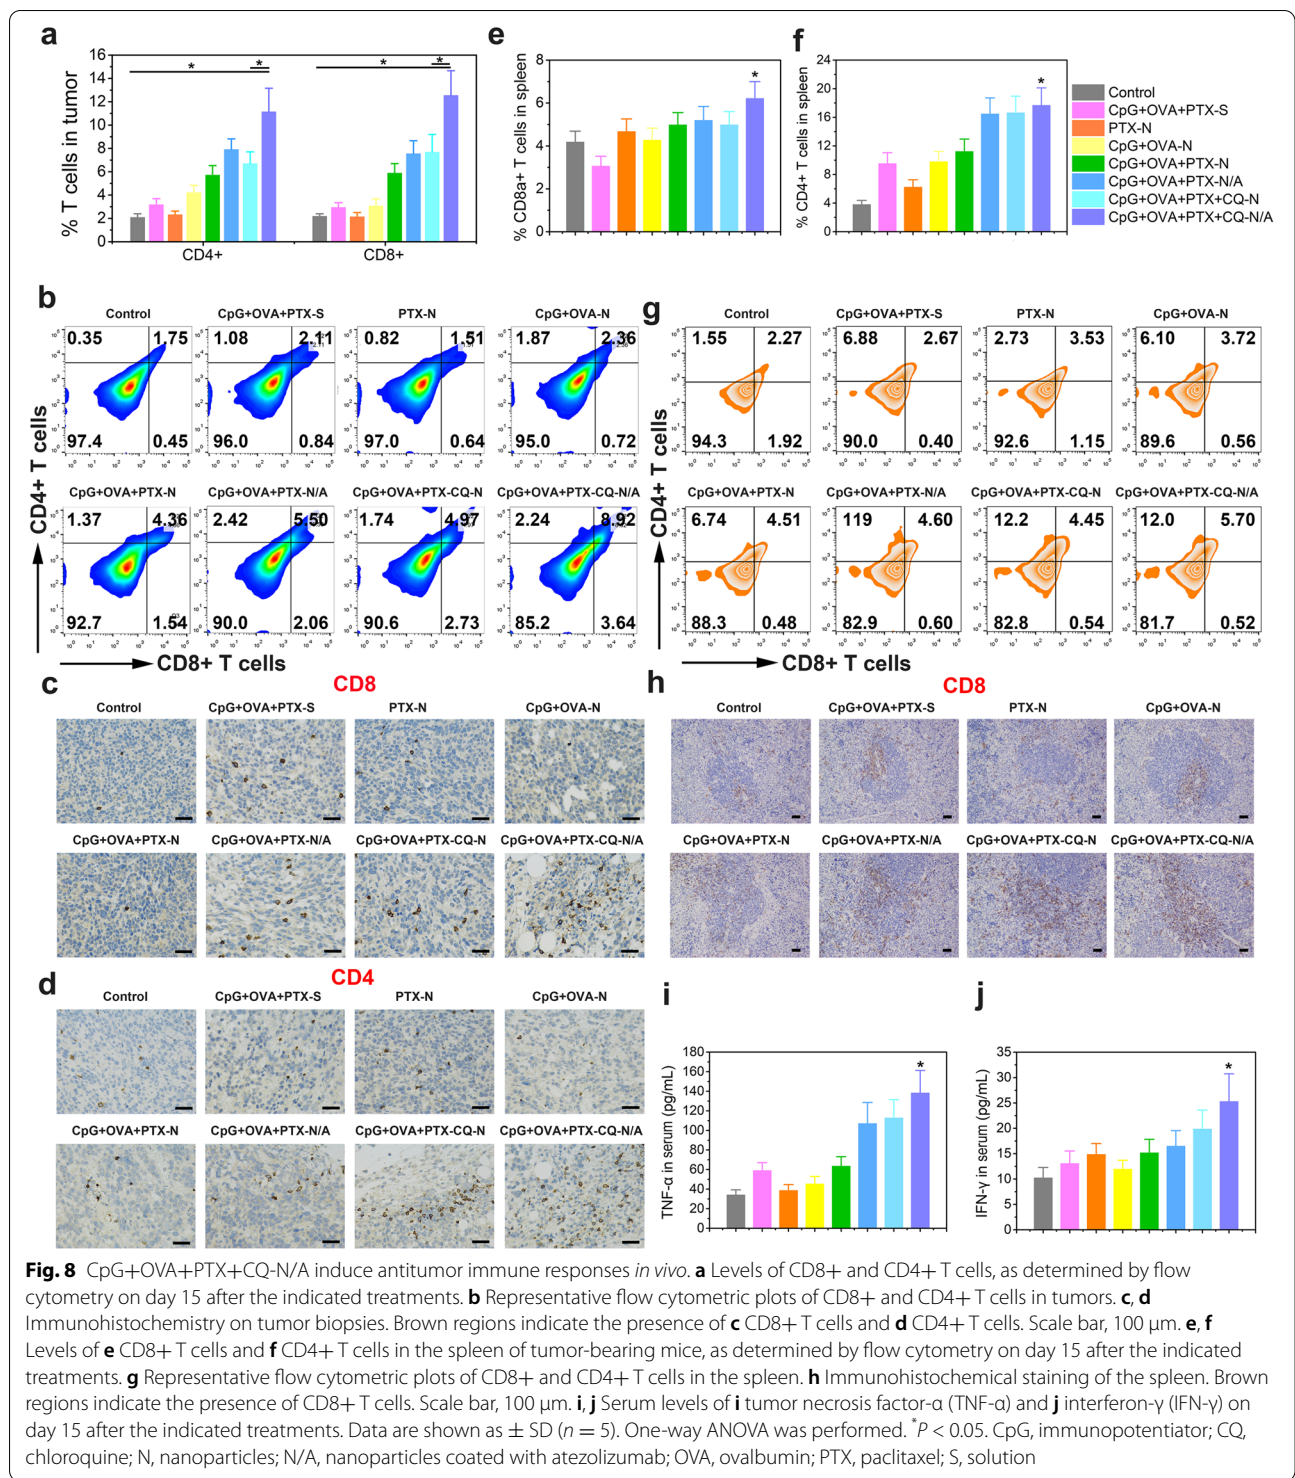 a
16
14
12
10
8
6
4
2
0
% T cells in tumor
*
*
*
*
CD4+
CD8+
e
8
6
4
2
0
% CD8a+ T cells in spleen
*
f
24
20
16
12
8
4
0
% CD4+ T cells in spleen
*
Control
CpG+OVA+PTX-S
PTX-N
CpG+OVA-N
CpG+OVA+PTX-N
CpG+OVA+PTX-N/A
CpG+OVA+PTX+CQ-N
CpG+OVA+PTX+CQ-N/A
b
Control CpG+OVA+PTX-S PTX-N CpG+OVA-N
0.35 1.75 1.08 2.11 0.82 1.51 1.87 2.36
97.4 0.45 96.0 0.84 97.0 0.64 95.0 0.72
CpG+OVA+PTX-N CpG+OVA+PTX-N/A CpG+OVA+PTX-CQ-N CpG+OVA+PTX-CQ-N/A
1.37 4.36 2.42 5.50 1.74 4.97 2.24 8.92
92.7 1.54 90.0 2.06 90.6 2.73 85.2 3.64
CD4+ T cells
CD8+ T cells
g
Control CpG+OVA+PTX-S PTX-N CpG+OVA-N
1.55 2.27 6.88 2.67 2.73 3.53 6.10 3.72
94.3 1.92 90.0 0.40 92.6 1.15 89.6 0.56
CpG+OVA+PTX-N CpG+OVA+PTX-N/A CpG+OVA+PTX-CQ-N CpG+OVA+PTX-CQ-N/A
6.74 4.51 119 4.60 12.2 4.45 12.0 5.70
88.3 0.48 82.9 0.60 82.8 0.54 81.7 0.52
CD4+ T cells
CD8+ T cells
c
CD8
Control CpG+OVA+PTX-S PTX-N CpG+OVA-N
CpG+OVA+PTX-N CpG+OVA+PTX-N/A CpG+OVA+PTX-CQ-N CpG+OVA+PTX-CQ-N/A
h
CD8
Control CpG+OVA+PTX-S PTX-N CpG+OVA-N
CpG+OVA+PTX-N CpG+OVA+PTX-N/A CpG+OVA+PTX-CQ-N CpG+OVA+PTX-CQ-N/A
d
CD4
Control CpG+OVA+PTX-S PTX-N CpG+OVA-N
CpG+OVA+PTX-N CpG+OVA+PTX-N/A CpG+OVA+PTX-CQ-N CpG+OVA+PTX-CQ-N/A
i
180
160
140
120
100
80
60
40
20
0
TNF-α in serum (pg/mL)
*
j
35
30
25
20
15
10
5
0
IFN-γ in serum (pg/mL)
*
Fig. 8 CpG+OVA+PTX+CQ-N/A induce antitumor immune responses in vivo. a Levels of CD8+ and CD4+ T cells, as determined by flow
cytometry on day 15 after the indicated treatments. b Representative flow cytometric plots of CD8+ and CD4+ T cells in tumors. c, d
Immunohistochemistry on tumor biopsies. Brown regions indicate the presence of c CD8+ T cells and d CD4+ T cells. Scale bar, 100 μm. e, f
Levels of e CD8+ T cells and f CD4+ T cells in the spleen of tumor-bearing mice, as determined by flow cytometry on day 15 after the indicated
treatments. g Representative flow cytometric plots of CD8+ and CD4+ T cells in the spleen. h Immunohistochemical staining of the spleen. Brown
regions indicate the presence of CD8+ T cells. Scale bar, 100 μm. i, j Serum levels of i tumor necrosis factor-α (TNF-α) and j interferon-γ (IFN-γ) on
day 15 after the indicated treatments. Data are shown as ± SD (n = 5). One-way ANOVA was performed. *P < 0.05. CpG, immunopotentiator; CQ,
chloroquine; N, nanoparticles; N/A, nanoparticles coated with atezolizumab; OVA, ovalbumin; PTX, paclitaxel; S, solution